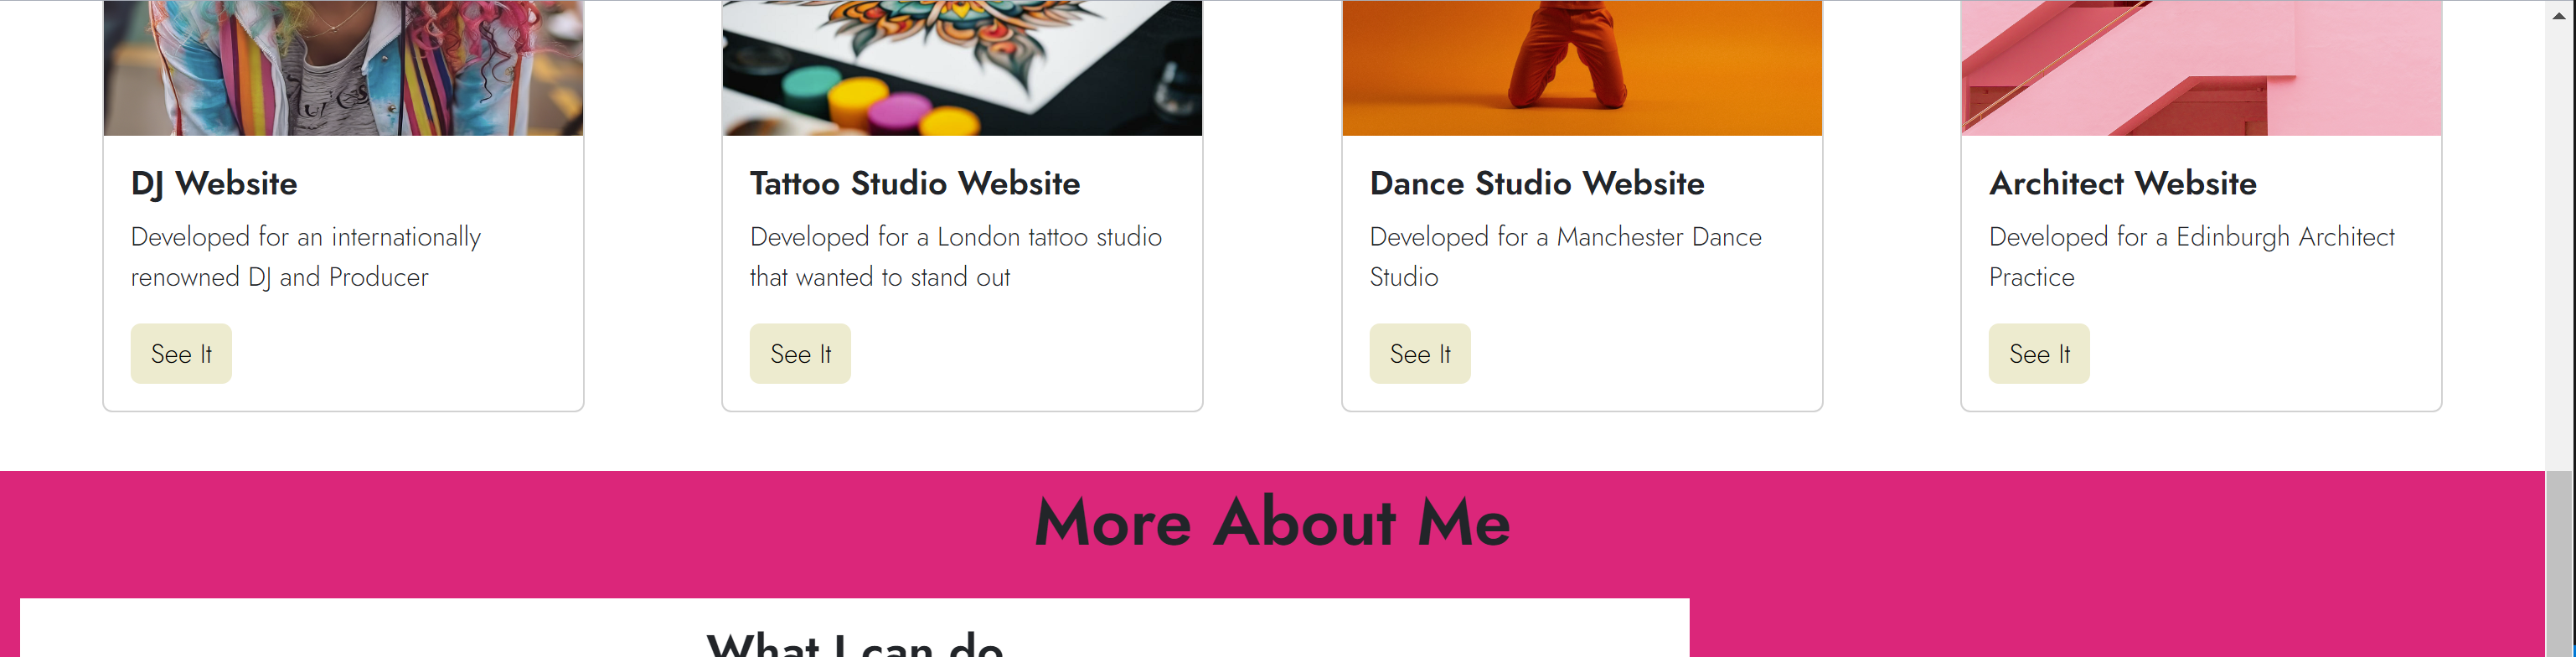 DJ Website
Developed for an internationally
renowned DJ and Producer
See It
Tattoo Studio Website
Developed for a London tattoo studio
that wanted to stand out
See It
Dance Studio Website
Developed for a Manchester Dance
Studio
See It
Architect Website
Developed for a Edinburgh Architect
Practice
See It
More About Me
What I can do